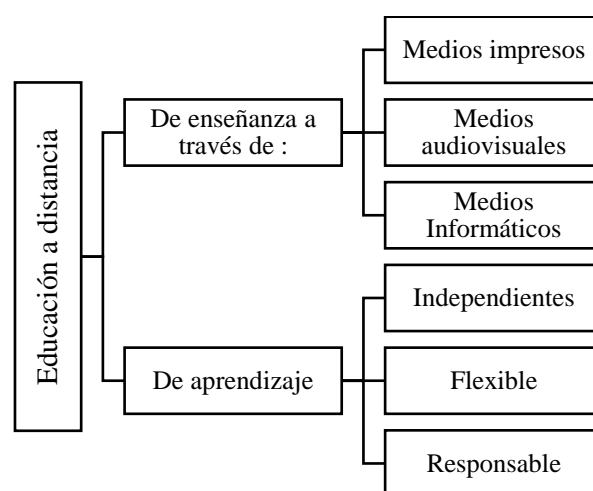 Educación a distancia
De enseñanza a
través de :
Medios impresos
Medios
audiovisuales
Medios
Informáticos
De aprendizaje
Independientes
Flexible
Responsable